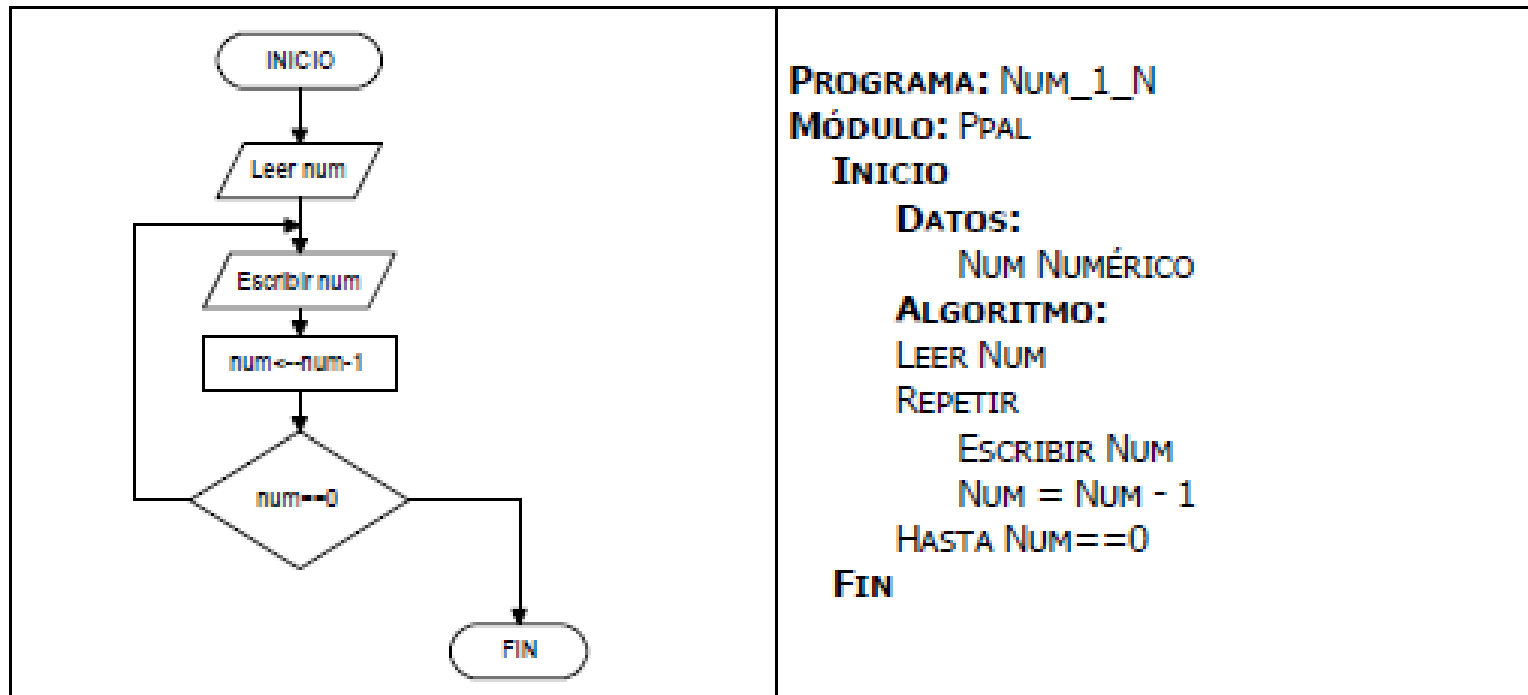 INICIO
Leer num
Escribir num
num<--num-1
num==0
FIN
PROGRAMA: NUM_1_N
MÓDULO: PPAL
INICIO
DATOS:
NUM NUMÉRICO
ALGORITMO:
LEER NUM
REPETIR
ESCRIBIR NUM
NUM = NUM - 1
HASTA NUM==0
FIN